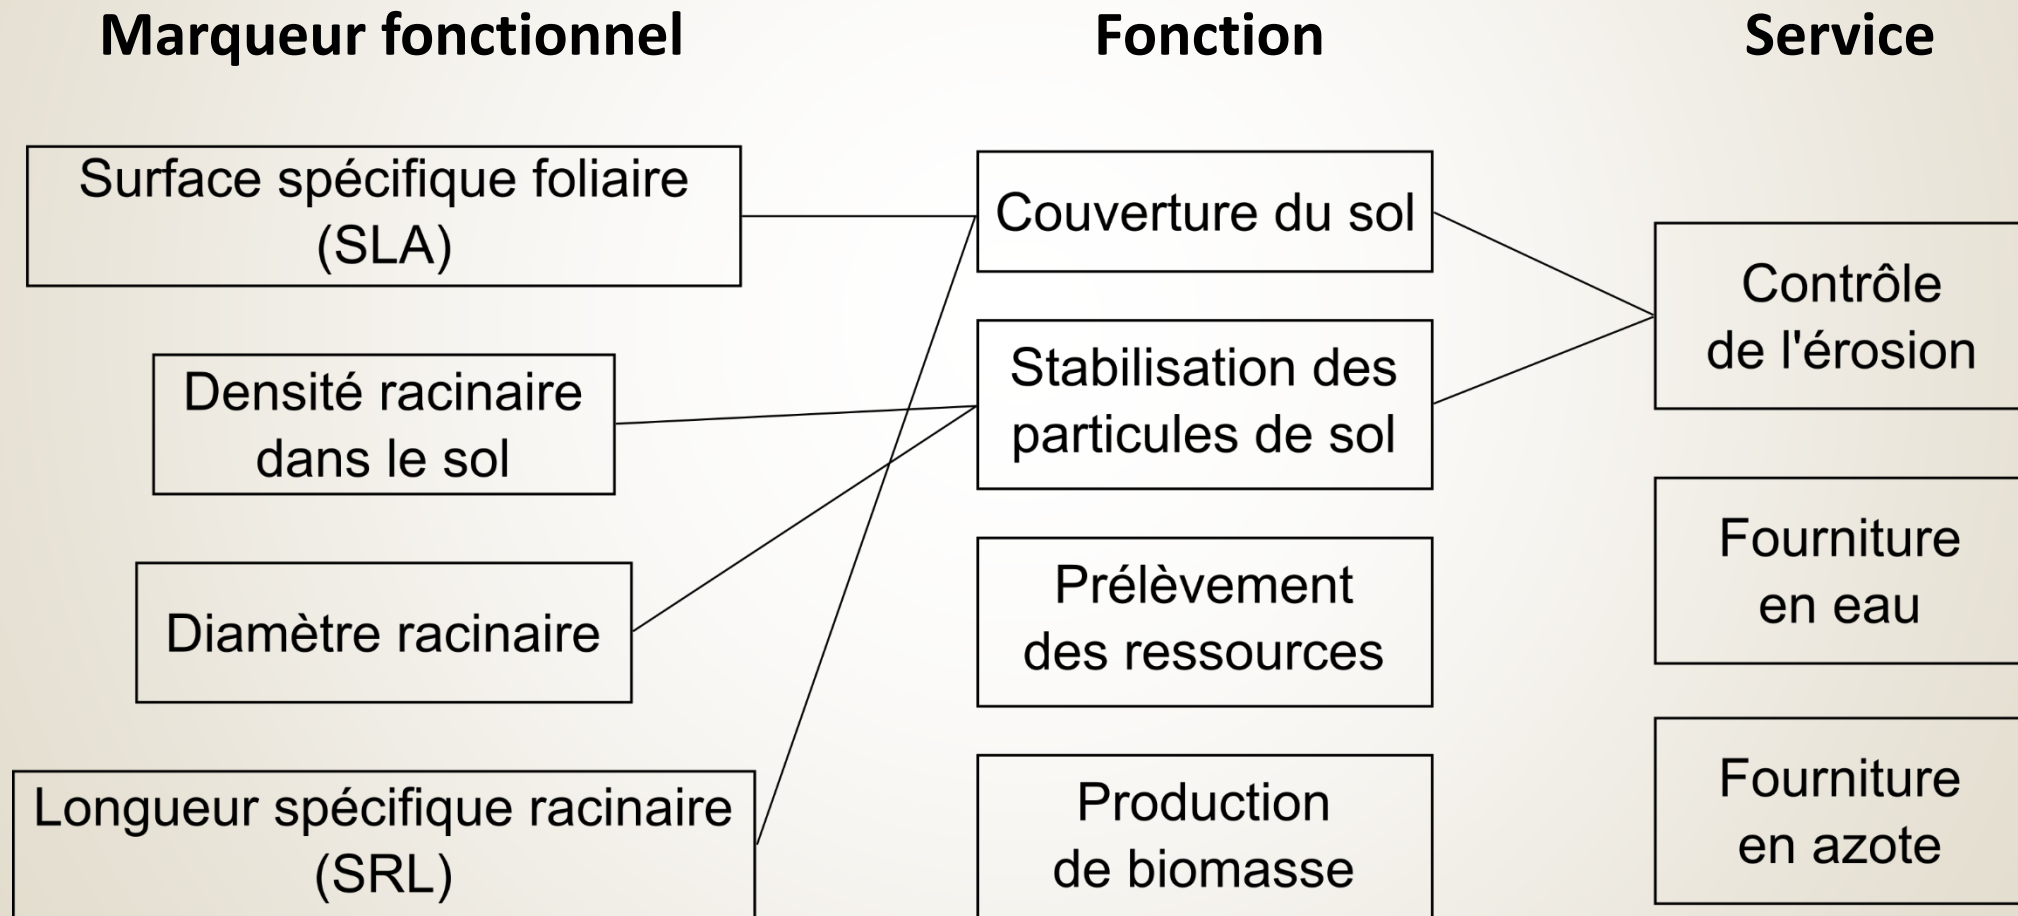 Marqueur fonctionnel
Fonction
Service
Surface spécifique foliaire
(SLA)
Densité racinaire
dans le sol
Diamètre racinaire
Longueur spécifique racinaire
(SRL)
Couverture du sol
Stabilisation des
particules de sol
Prélèvement
des ressources
Production
de biomasse
Contrôle
de l'érosion
Fourniture
en eau
Fourniture
en azote